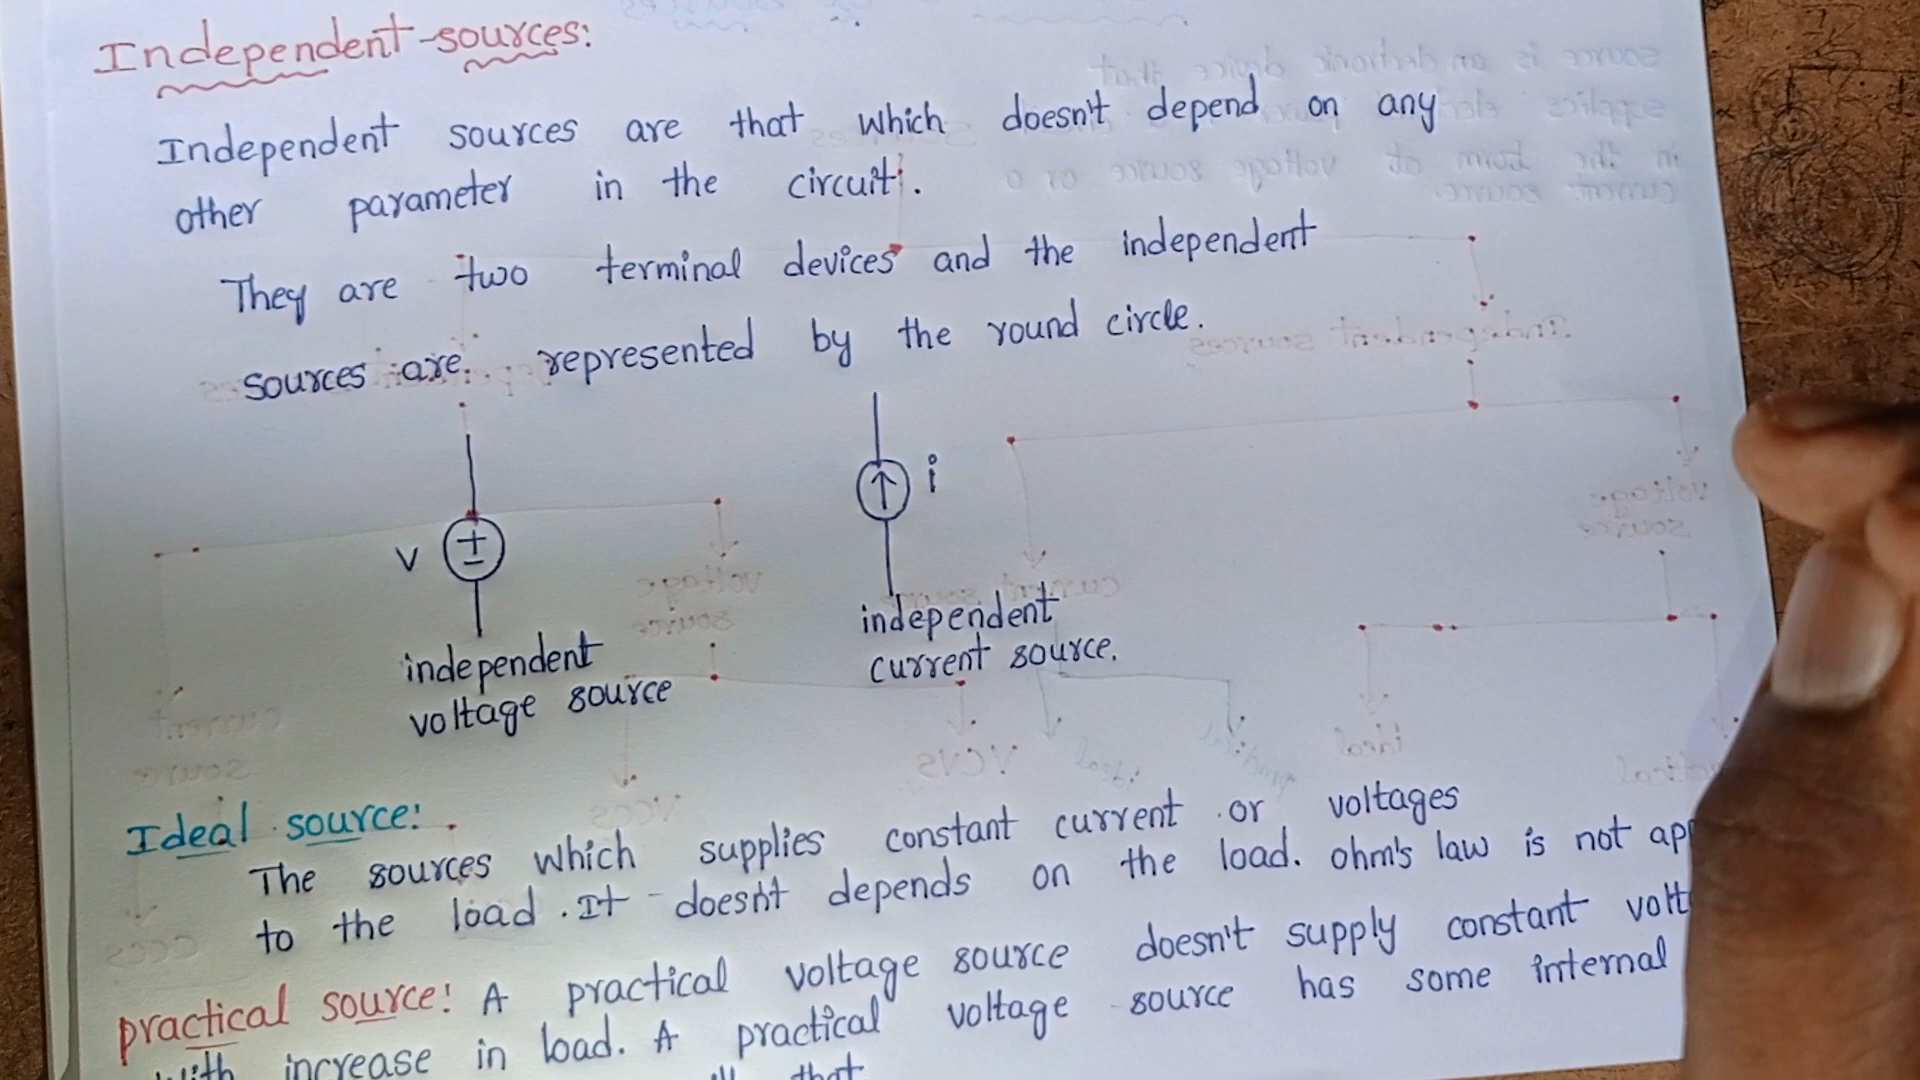 Independent sources:
Independent sources are that which doesn't depend on any
other parameter in the circuit.
They are two terminal devices and the independent
sources are represented by the round circle.
V + -
i
independent
voltage source
independent
current source.
Ideal source:
The sources which supplies constant current or voltages
to the load. It doesn't depends on the load. ohm's law is not
practical source: A practical voltage source doesn't supply constant
with increase in load. A practical voltage source has some internal
that